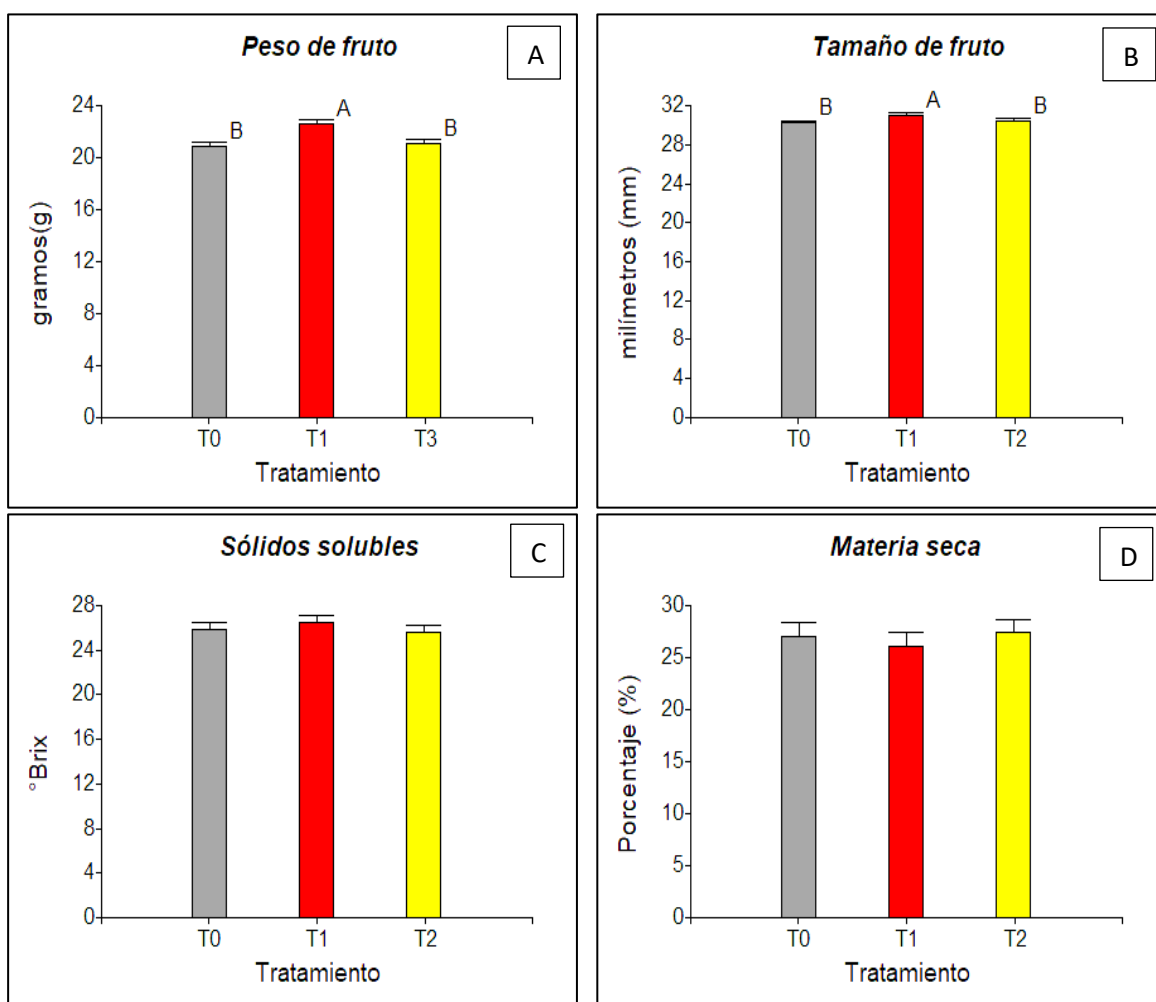 Peso de fruto
A
gramos(g)
24
20
16
12
8
4
0
B
A
B
T0 T1 T3
Tratamiento
Tamaño de fruto
B
milímetros (mm)
32
28
24
20
16
12
8
4
0
B
A
B
T0 T1 T2
Tratamiento
Sólidos solubles
C
°Brix
28
24
20
16
12
8
4
0
T0 T1 T2
Tratamiento
Materia seca
D
Porcentaje (%)
30
25
20
15
10
5
0
T0 T1 T2
Tratamiento